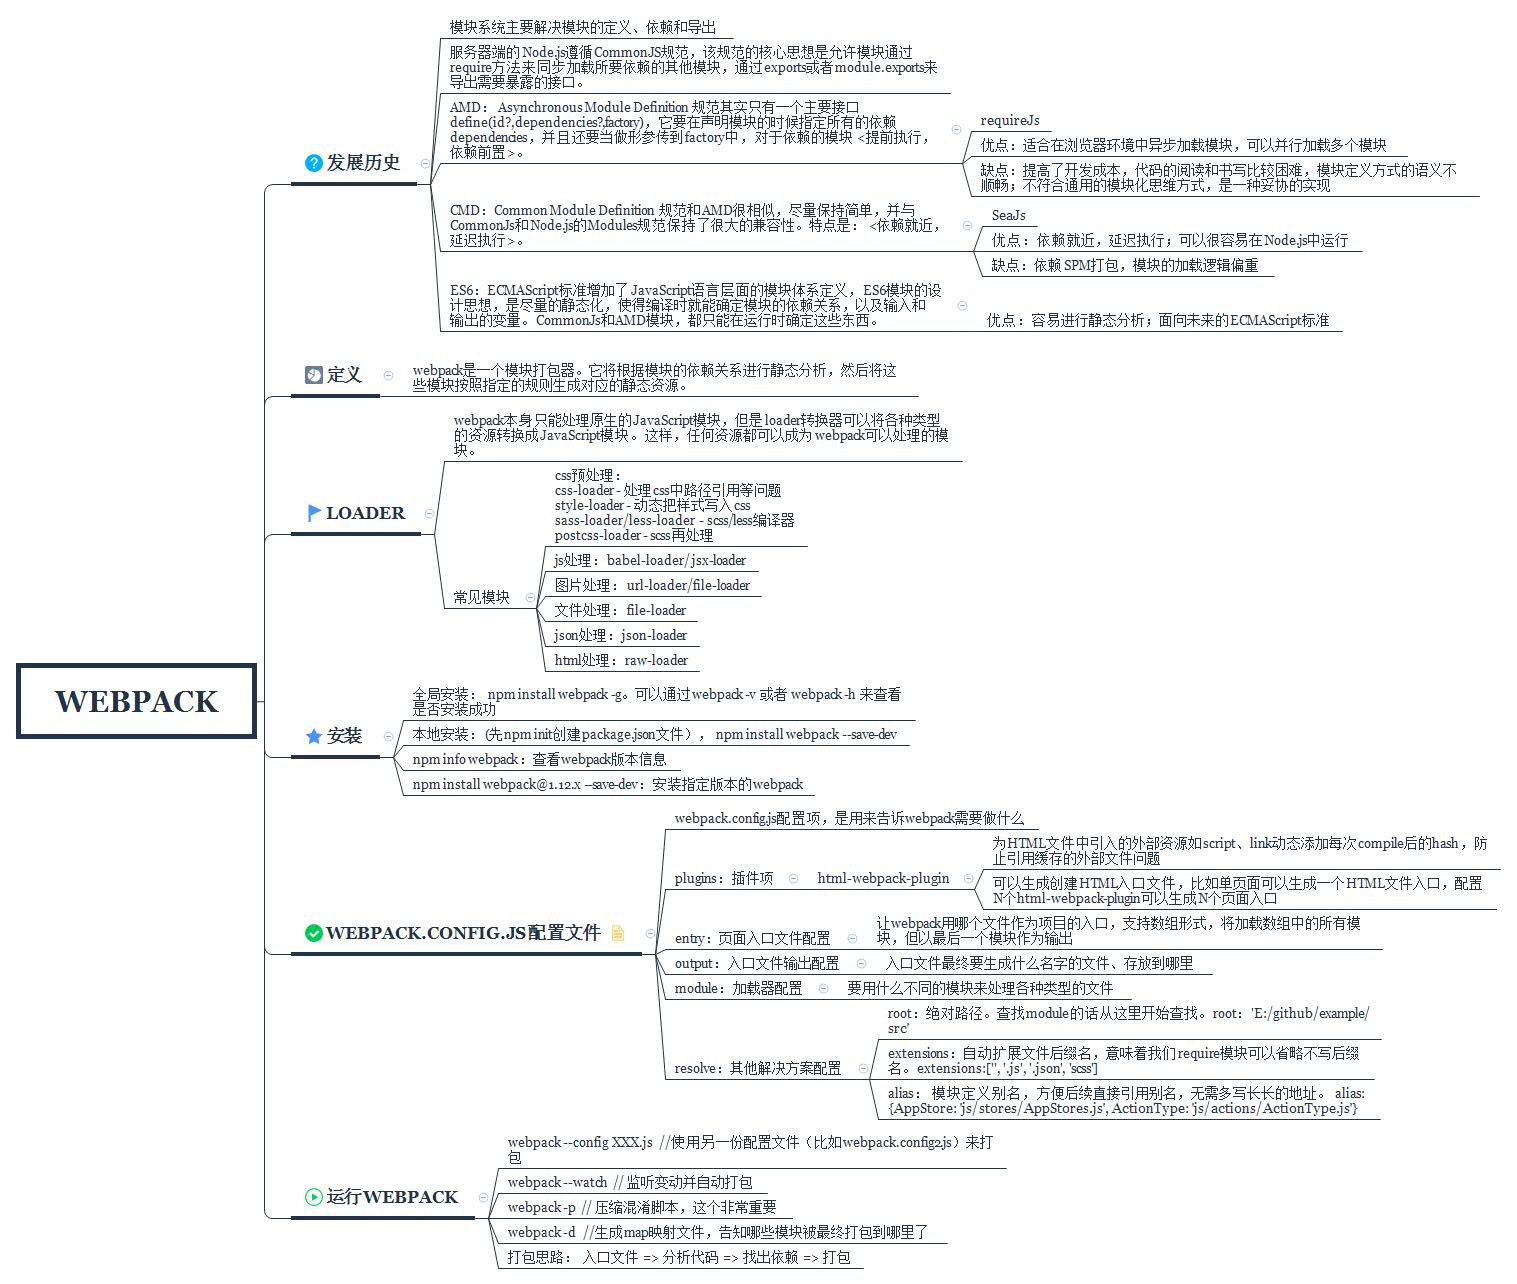 WEBPACK
发展历史
模块系统主要解决模块的定义、依赖和导出
服务器端的 Node.js遵循CommonJS规范，该规范的核心思想是允许模块通过
require方法来同步加载所要依赖的其他模块，通过exports或者module.exports来
导出需要暴露的接口。
AMD： Asynchronous Module Definition 规范其实只有一个主要接口
define(id?,dependencies?,factory)，它要在声明模块的时候指定所有的依赖
dependencies，并且还要当做形参传到factory中，对于依赖的模块 <提前执行，
依赖前置>。
requireJs
优点：适合在浏览器环境中异步加载模块，可以并行加载多个模块
缺点：提高了开发成本，代码的阅读和书写比较困难，模块定义方式的语义不
顺畅；不符合通用的模块化思维方式，是一种妥协的实现
CMD：Common Module Definition 规范和AMD很相似，尽量保持简单，并与
CommonJs和Node.js的Modules规范保持了很大的兼容性。特点是： <依赖就近，
延迟执行>。
SeaJs
优点：依赖就近，延迟执行；可以很容易在Node.js中运行
缺点：依赖 SPM打包，模块的加载逻辑偏重
ES6：ECMAScript标准增加了JavaScript语言层面的模块体系定义，ES6模块的设
计思想，是尽量的静态化，使得编译时就能确定模块的依赖关系，以及输入和
输出的变量。CommonJs和AMD模块，都只能在运行时确定这些东西。
优点：容易进行静态分析；面向未来的ECMAScript标准
定义
webpack是一个模块打包器。它将根据模块的依赖关系进行静态分析，然后将这
些模块按照指定的规则生成对应的静态资源。
LOADER
webpack本身只能处理原生的JavaScript模块，但是 loader转换器可以将各种类型
的资源转换成JavaScript模块 。这样，任何资源都可以成为 webpack可以处理的模
块。
常见模块
css预处理：
css-loader - 处理css中路径引用等问题
style-loader - 动态把样式写入css
sass-loader/less-loader - scss/less编译器
postcss-loader - scss再处理
js处理：babel-loader/jsx-loader
图片处理：url-loader/file-loader
文件处理：file-loader
json处理：json-loader
html处理：raw-loader
安装
全局安装： npm install webpack -g。可以通过webpack -v 或者 webpack -h 来查看
是否安装成功
本地安装：(先npm init创建package.json文件）， npm install webpack --save-dev
npm info webpack：查看webpack版本信息
npm install webpack@1.12.x --save-dev：安装指定版本的webpack
WEBPACK.CONFIG.JS配置文件
webpack.config.js配置项，是用来告诉webpack需要做什么
plugins：插件项
html-webpack-plugin
为HTML文件中引入的外部资源如script、link动态添加每次compile后的hash，防
止引用缓存的外部文件问题
可以生成创建HTML入口文件，比如单页面可以生成一个HTML文件入口，配置
N个html-webpack-plugin可以生成N个页面入口
entry：页面入口文件配置
让webpack用哪个文件作为项目的入口，支持数组形式，将加载数组中的所有模
块，但以最后一个模块作为输出
output：入口文件输出配置
入口文件最终要生成什么名字的文件、存放到哪里
module：加载器配置
要用什么不同的模块来处理各种类型的文件
resolve：其他解决方案配置
root：绝对路径。查找module的话从这里开始查找。root：'E:/github/example/
src'
extensions：自动扩展文件后缀名，意味着我们require模块可以省略不写后缀
名。extensions:['', '.js', '.json', 'scss']
alias： 模块定义别名，方便后续直接引用别名，无需多写长长的地址。 alias:
{AppStore: 'js/stores/AppStores.js', ActionType: 'js/actions/ActionType.js'}
运行WEBPACK
webpack --config XXX.js //使用另一份配置文件（比如webpack.config2.js）来打
包
webpack --watch // 监听变动并自动打包
webpack -p // 压缩混淆脚本，这个非常重要
webpack -d //生成map映射文件，告知哪些模块被最终打包到哪里了
打包思路： 入口文件 => 分析代码 => 找出依赖 => 打包